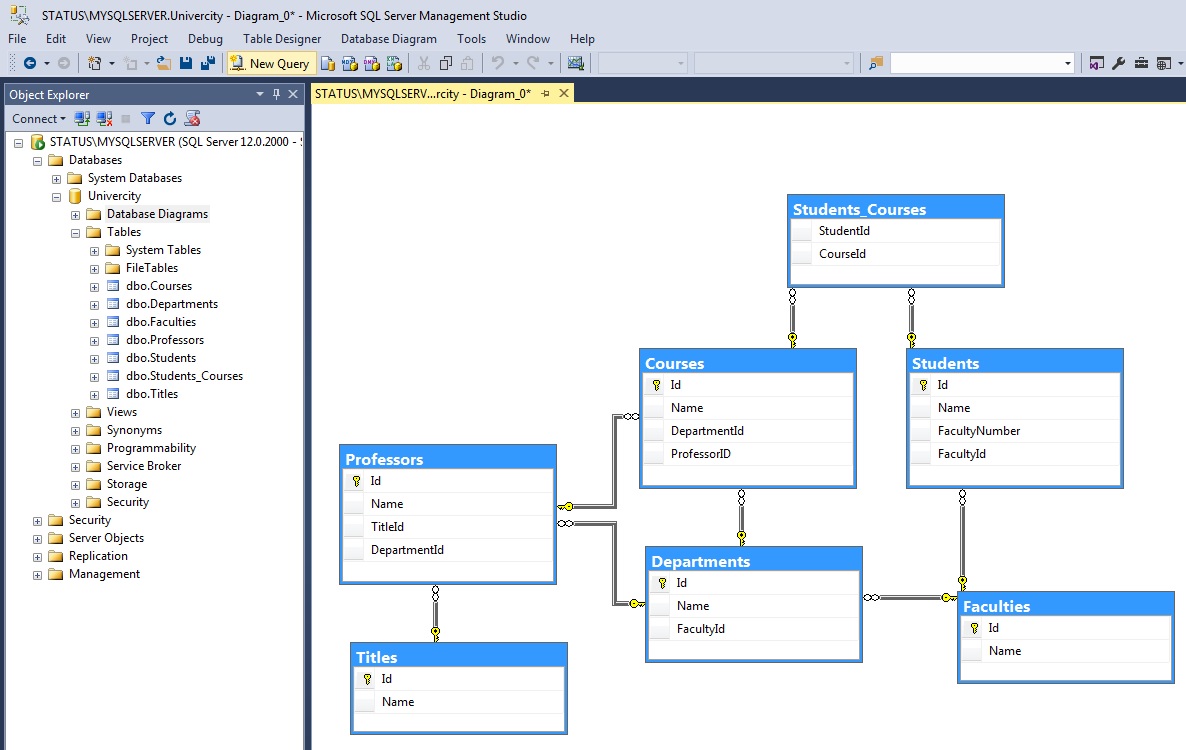 STATUS\MYSQLSERVER.Univercity - Diagram_0* - Microsoft SQL Server Management Studio
File Edit View Project Debug Table Designer Database Diagram Tools Window Help
New Query
Object Explorer
Connect
STATUS\MYSQLSERVER (SQL Server 12.0.2000 - S
Databases
System Databases
Univercity
Database Diagrams
Tables
System Tables
FileTables
dbo.Courses
dbo.Departments
dbo.Faculties
dbo.Professors
dbo.Students
dbo.Students_Courses
dbo.Titles
Views
Synonyms
Programmability
Service Broker
Storage
Security
Security
Server Objects
Replication
Management
STATUS\MYSQLSERV...rcity - Diagram_0*
Students_Courses
StudentId
CourseId
Courses
Id
Name
DepartmentId
ProfessorID
Students
Id
Name
FacultyNumber
FacultyId
Professors
Id
Name
TitleId
DepartmentId
Departments
Id
Name
FacultyId
Faculties
Id
Name
Titles
Id
Name